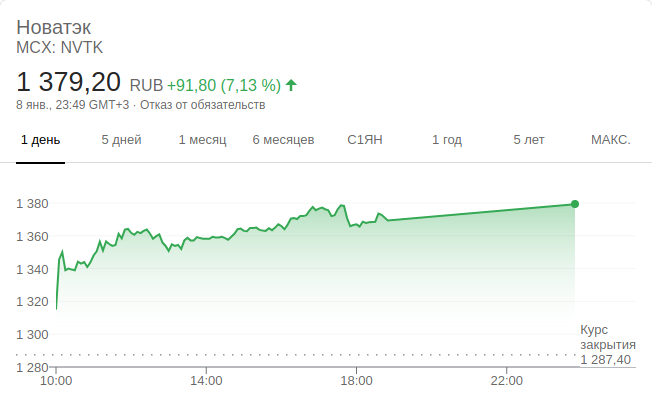 Новатэк
MCX: NVTK
1 379,20 RUB +91,80 (7,13 %)
8 янв., 23:49 GMT+3 · Отказ от обязательств
1 день 5 дней 1 месяц 6 месяцев С1ЯН 1 год 5 лет МАКС.
1 380
1 360
1 340
1 320
1 300
1 280
Курс
закрытия
1 287,40
10:00 14:00 18:00 22:00